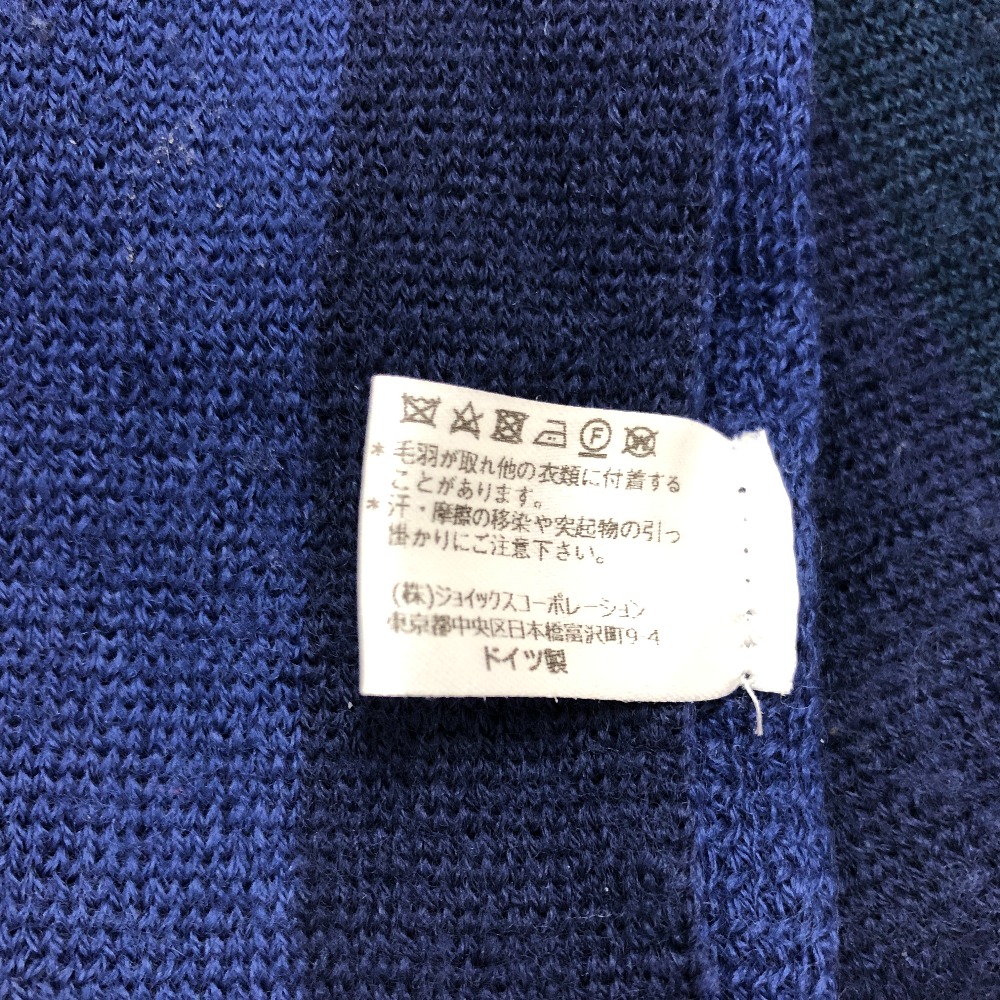 F W
* 毛羽が取れ他の衣類に付着する
ことがあります。
* 汗・摩擦の移染や突起物の引っ
掛かりにご注意下さい。
(株)ジョイックスコーポレーション
東京都中央区日本橋富沢町9-4
ドイツ製